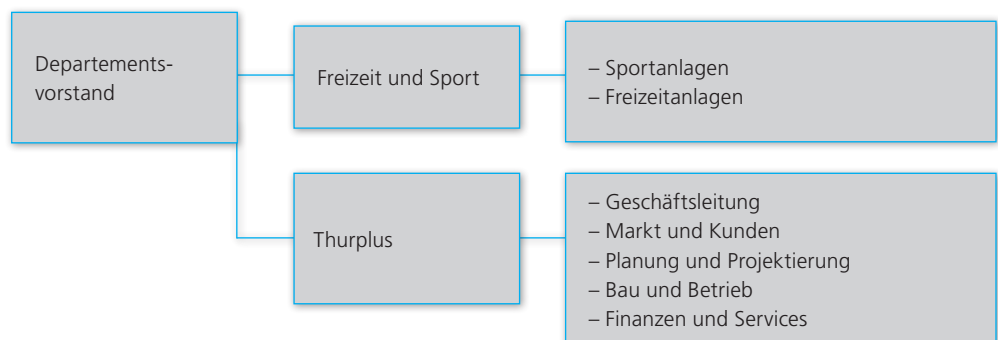 Departements-
vorstand
Freizeit und Sport
– Sportanlagen
– Freizeitanlagen
Thurplus
– Geschäftsleitung
– Markt und Kunden
– Planung und Projektierung
– Bau und Betrieb
– Finanzen und Services